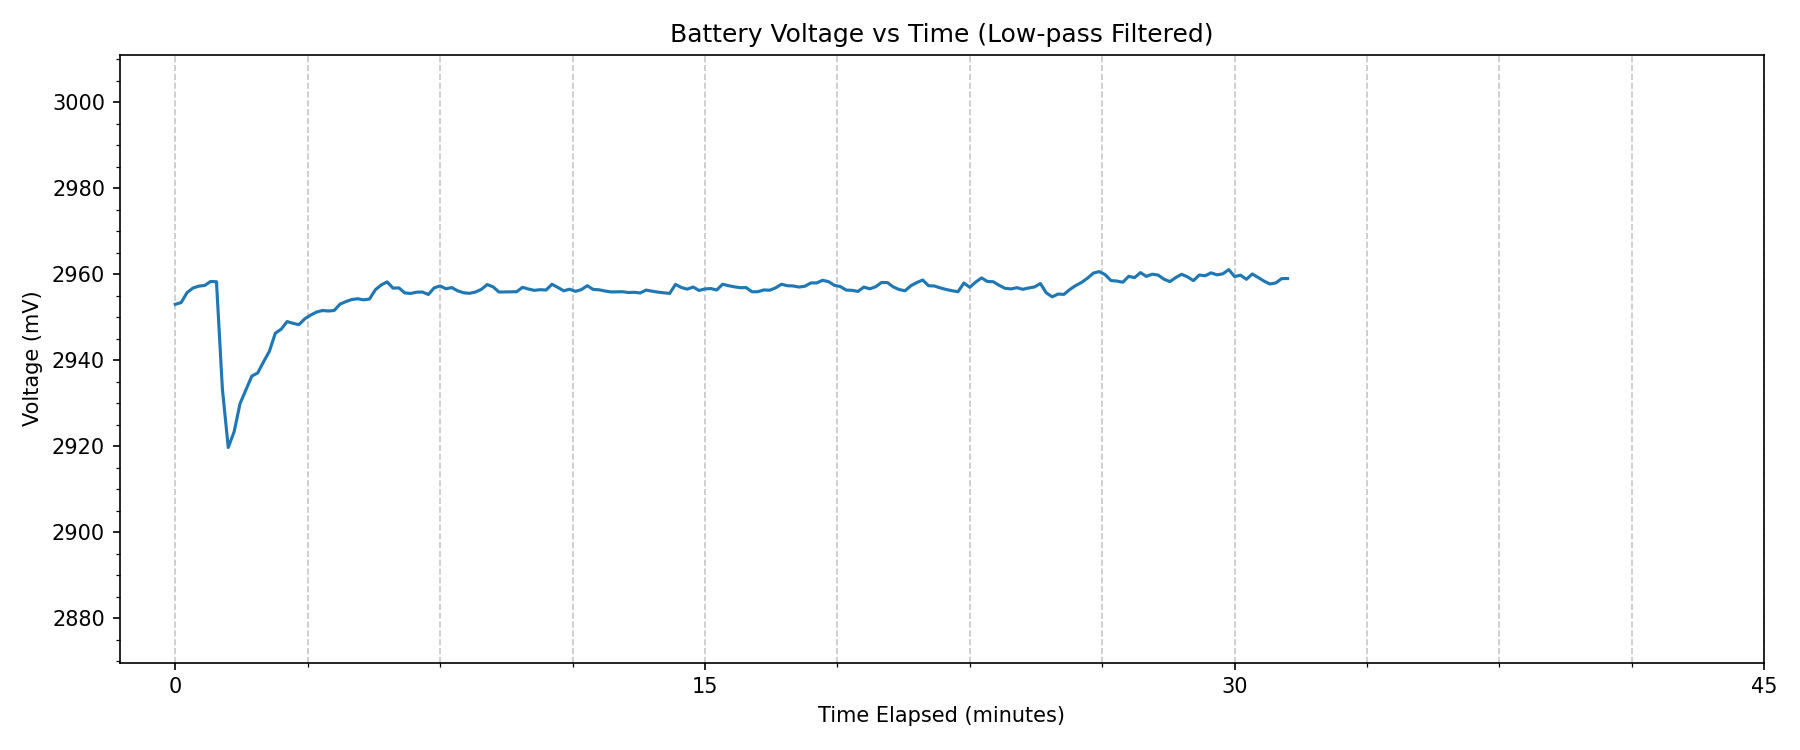 Battery Voltage vs Time (Low-pass Filtered)
Voltage (mV)
3000
2980
2960
2940
2920
2900
2880
0 15 30 45
Time Elapsed (minutes)